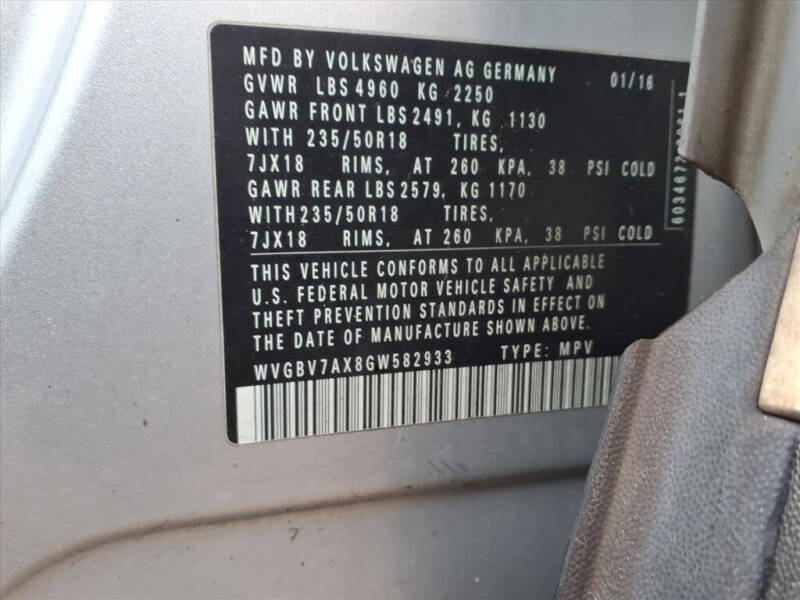 MFD BY VOLKSWAGEN AG GERMANY 01/16
GVWR LBS 4960 KG 2250
GAWR FRONT LBS 2491, KG 1130
WITH 235/50R18 TIRES,
7JX18 RIMS, AT 260 KPA, 38 PSI COLD
GAWR REAR LBS 2579, KG 1170
WITH 235/50R18 TIRES,
7JX18 RIMS, AT 260 KPA, 38 PSI COLD
THIS VEHICLE CONFORMS TO ALL APPLICABLE
U.S. FEDERAL MOTOR VEHICLE SAFETY AND
THEFT PREVENTION STANDARDS IN EFFECT ON
THE DATE OF MANUFACTURE SHOWN ABOVE.
WVGBV7AX8GW582933 TYPE: MPV